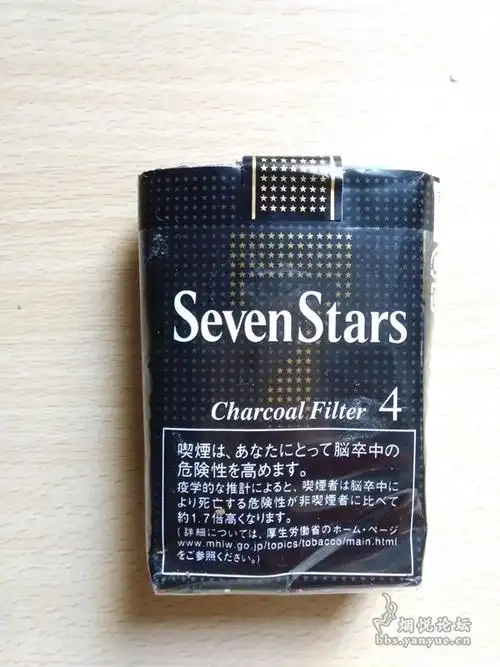 Seven Stars
Charcoal Filter 4
喫煙は、あなたにとって脳卒中の
危険性を高めます。
疫学的な推計によると、喫煙者は脳卒中に
より死亡する危険性が非喫煙者に比べて
約1.7倍高くなります。
(詳細については、厚生労働省のホーム・ページ
www.mhlw.go.jp/topics/tobacco/main.html
をご参照ください。)
烟悦论坛
bbs.yanyue.cn